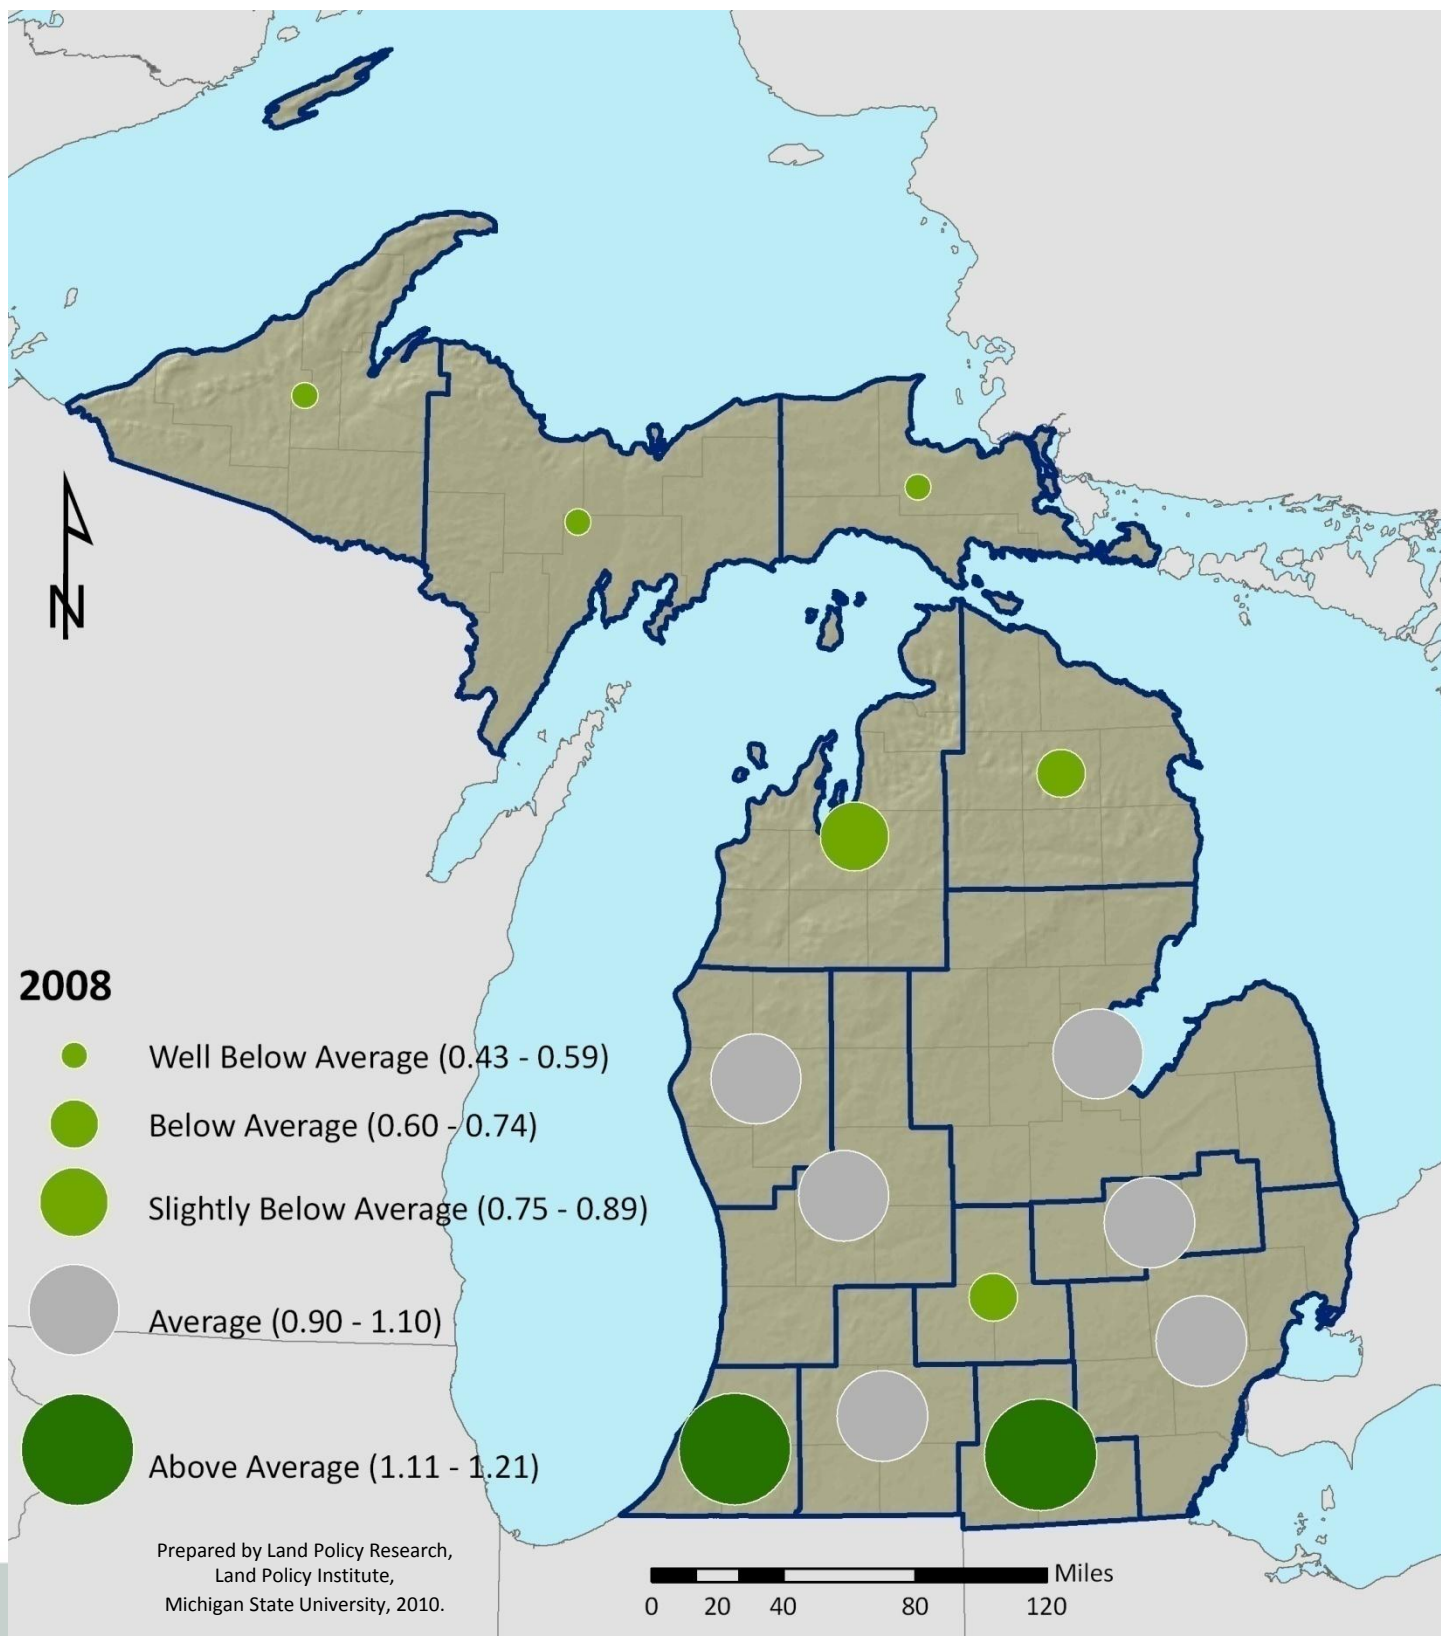 N
2008
Well Below Average (0.43 - 0.59)
Below Average (0.60 - 0.74)
Slightly Below Average (0.75 - 0.89)
Average (0.90 - 1.10)
Above Average (1.11 - 1.21)
Prepared by Land Policy Research,
Land Policy Institute,
Michigan State University, 2010.
Miles
0 20 40 80 120